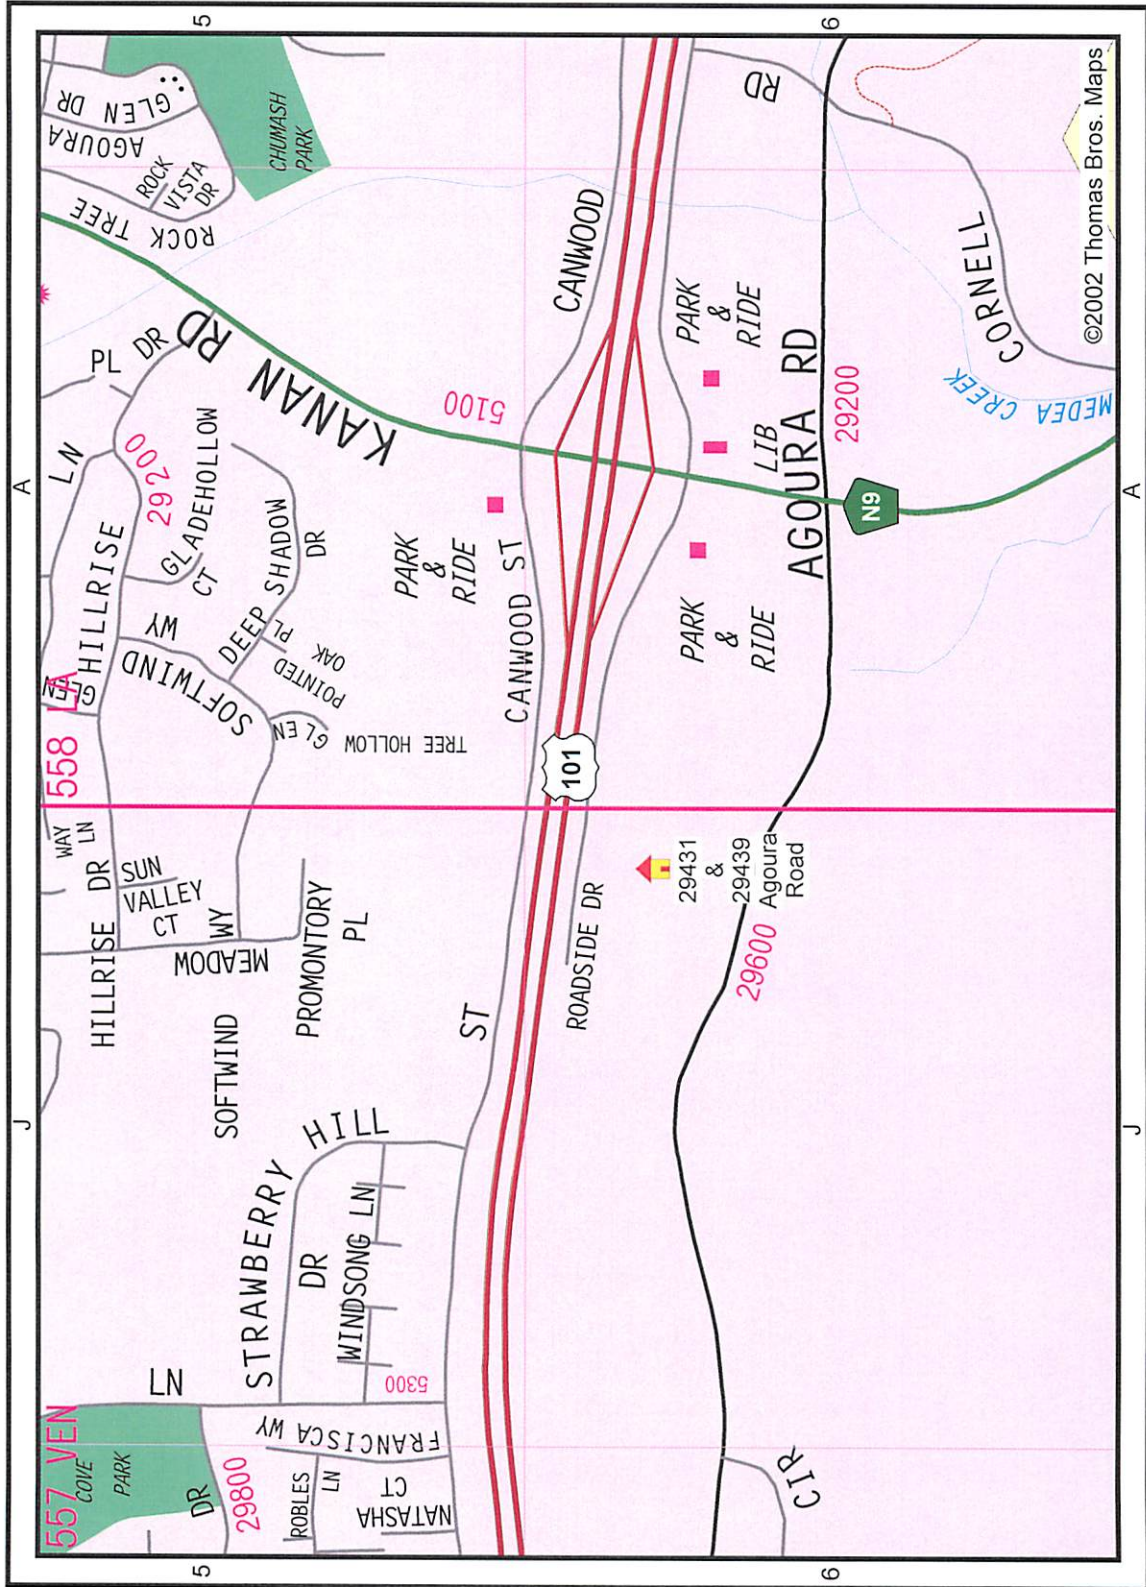 J
A
557 VEN
558 LA
COVE
PARK
DR
29800
LN
ROBLES
LN
NATASHA
CT
FRANCISCA WY
5300
STRAWBERRY
DR
HILL
WINDSONG LN
HILLRISE DR
WAY
LN
SUN
VALLEY
CT
MEADOW
WY
SOFTWIND
PROMONTORY
PL
GLEN
HILLRISE
LN
29200
SOFTWIND
WY
GLADEHOLLOW
CT
DEEP SHADOW
DR
POINTED
OAK PL
TREE HOLLOW
GLEN
PL
DR
KANAN RD
5100
ROCK TREE
ROCK
VISTA
DR
AGOURA
GLEN DR
CHUMASH
PARK
PARK
&
RIDE
ST
CANWOOD ST
CANWOOD
101
ROADSIDE DR
29431
&
29439
Agoura
Road
29600
PARK
&
RIDE
LIB
PARK
&
RIDE
AGOURA RD
29200
N9
RD
CORNELL
MEDEA CREEK
CIR
©2002 Thomas Bros. Maps
5
5
6
6
J
A